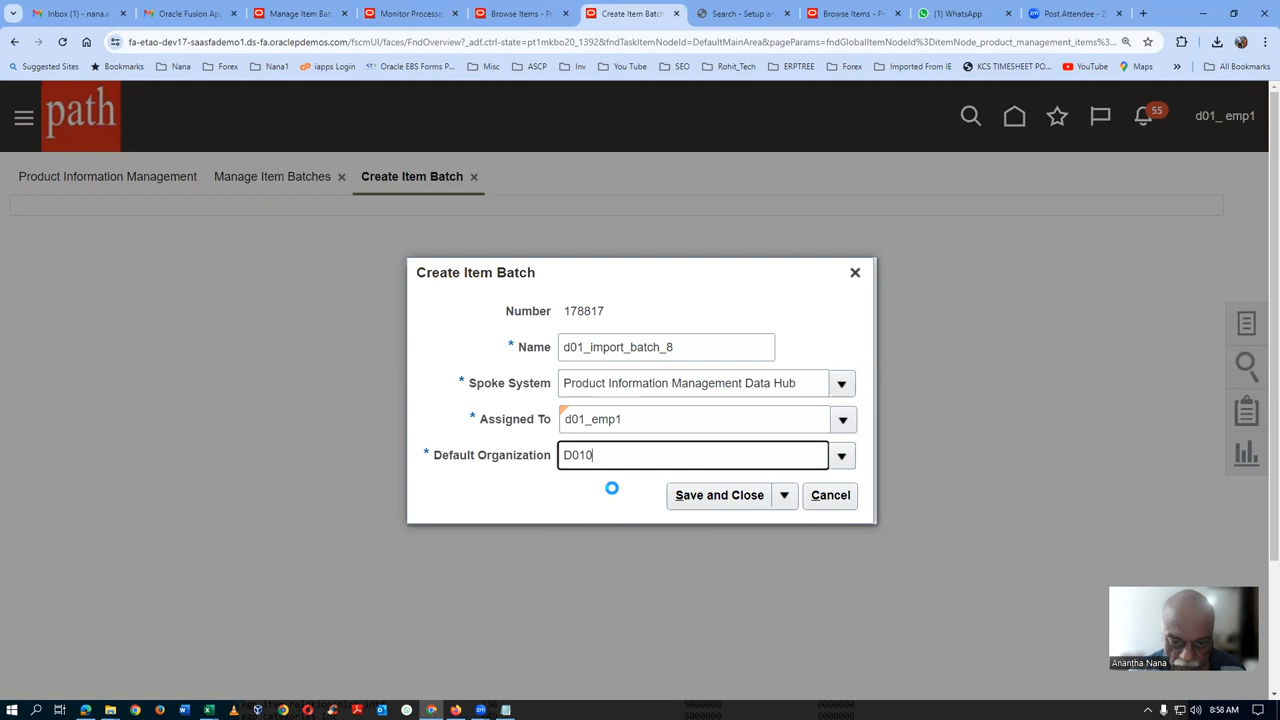 Inbox (1) - nana.a
Oracle Fusion App
Manage Item Batc
Monitor Processe
Browse Items - P
Create Item Batch
Search - Setup an
Browse Items - P
(1) WhatsApp
Post Attendee - Z
fa-etao-dev17-saasfademo1.ds-fa.oraclepdemos.com/fscmUI/faces/FndOverview?_adf.ctrl-state=pt1mkbo20_1392&fndTaskItemNodeId=DefaultMainArea&pageParams=fndGlobalItemNodeId%3DitemNode_product_management_items%3...
Suggested Sites
Bookmarks
Nana
Forex
Nana1
iapps Login
Oracle EBS Forms P...
Misc
ASCP
Inv
You Tube
SEO
Rohit_Tech
ERPTREE
Forex
Imported From IE
KCS TIMESHEET PO...
YouTube
Maps
»
All Bookmarks
path
55
d01_ emp1
Product Information Management
Manage Item Batches
Create Item Batch
Create Item Batch
Number 178817
* Name d01_import_batch_8
* Spoke System Product Information Management Data Hub
* Assigned To d01_emp1
* Default Organization D010
Save and Close
Cancel
Anantha Nana
5000000 6000000
8:58 AM